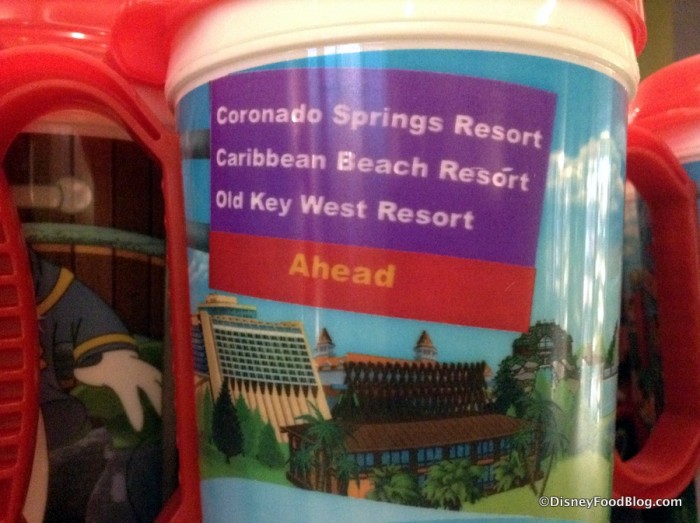 Coronado Springs Resort
Caribbean Beach Resort
Old Key West Resort
Ahead
©DisneyFoodBlog.com